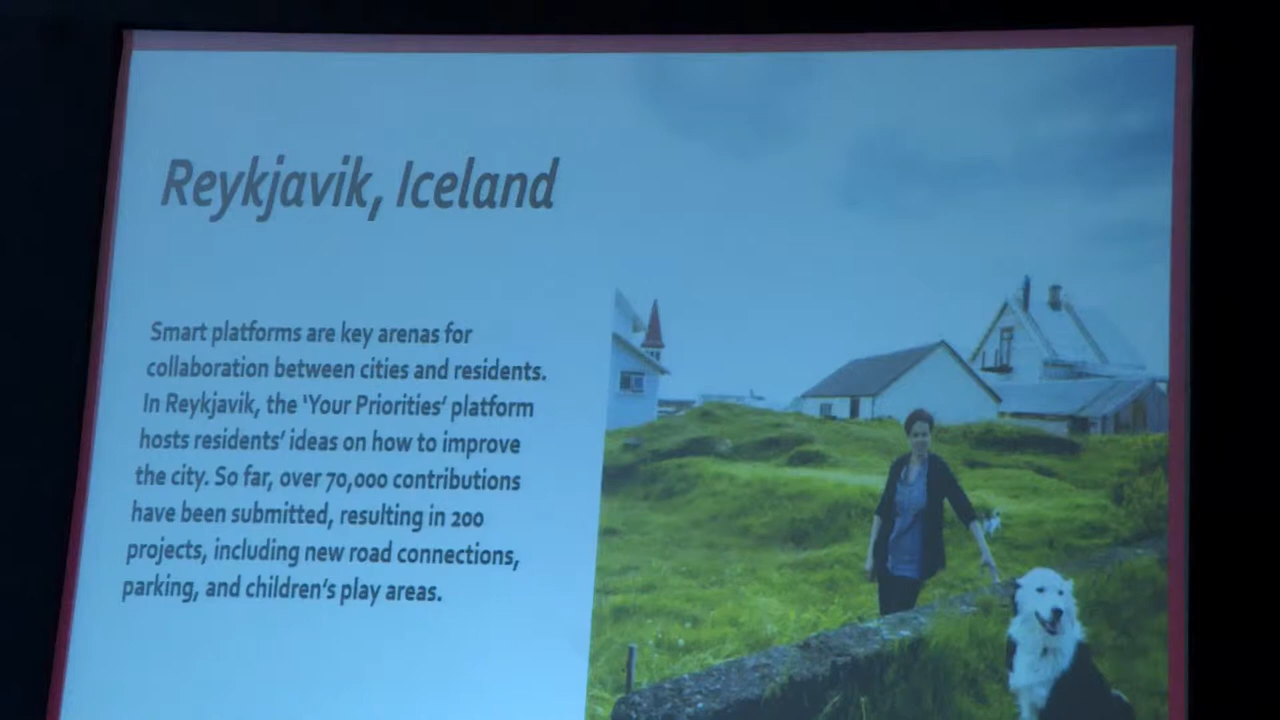 Reykjavik, Iceland
Smart platforms are key arenas for
collaboration between cities and residents.
In Reykjavik, the ‘Your Priorities’ platform
hosts residents’ ideas on how to improve
the city. So far, over 70,000 contributions
have been submitted, resulting in 200
projects, including new road connections,
parking, and children’s play areas.